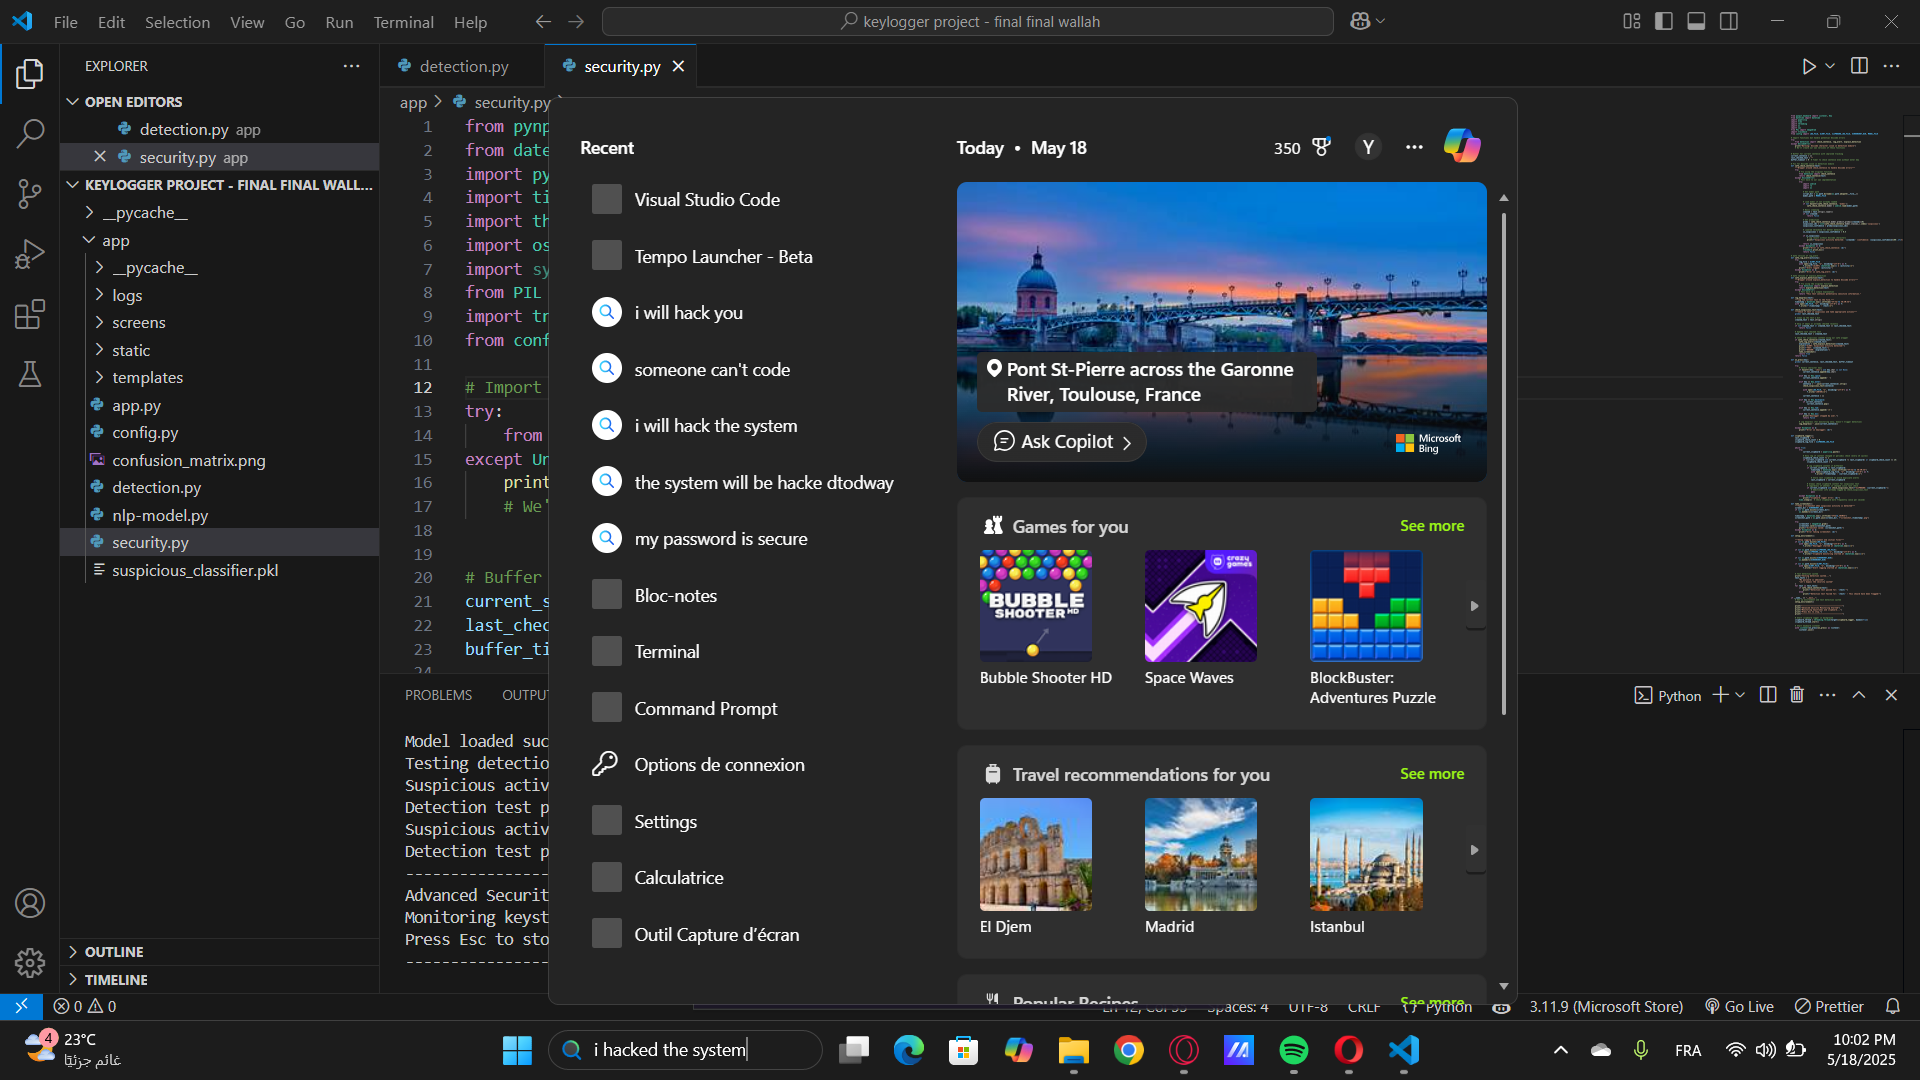 File Edit Selection View Go Run Terminal Help
keylogger project - final final wallah
EXPLORER
OPEN EDITORS
detection.py app
security.py app
KEYLOGGER PROJECT - FINAL FINAL WALL...
__pycache__
app
__pycache__
logs
screens
static
templates
app.py
config.py
confusion_matrix.png
detection.py
nlp-model.py
security.py
suspicious_classifier.pkl
OUTLINE
TIMELINE
detection.py
security.py
app > security.py
1 from pynp
2 from date
3 import py
4 import ti
5 import th
6 import os
7 import sy
8 from PIL
9 import tr
10 from conf
11
12 # Import
13 try:
14 from
15 except Un
16 print
17 # We'
18
19
20 # Buffer
21 current_s
22 last_chec
23 buffer_ti
24
PROBLEMS OUTPUT
Python
Model loaded suc
Testing detectio
Suspicious activ
Detection test p
Suspicious activ
Detection test p
-----------------
Advanced Securit
Monitoring keyst
Press Esc to sto
-----------------
Recent
Visual Studio Code
Tempo Launcher - Beta
i will hack you
someone can't code
i will hack the system
the system will be hacke dtodway
my password is secure
Bloc-notes
Terminal
Command Prompt
Options de connexion
Settings
Calculatrice
Outil Capture d’écran
Today • May 18
350
Y
Pont St-Pierre across the Garonne
River, Toulouse, France
Ask Copilot
Microsoft
Bing
Games for you
See more
BUBBLE
SHOOTER HD
crazy
games
Bubble Shooter HD
Space Waves
BlockBuster:
Adventures Puzzle
Travel recommendations for you
See more
El Djem
Madrid
Istanbul
Popular Recipes
See more
0 0
Spaces: 4 UTF-8 CRLF Python 3.11.9 (Microsoft Store) Go Live Prettier
4
23°C
غائم جزئيًا
i hacked the system
FRA
10:02 PM
5/18/2025